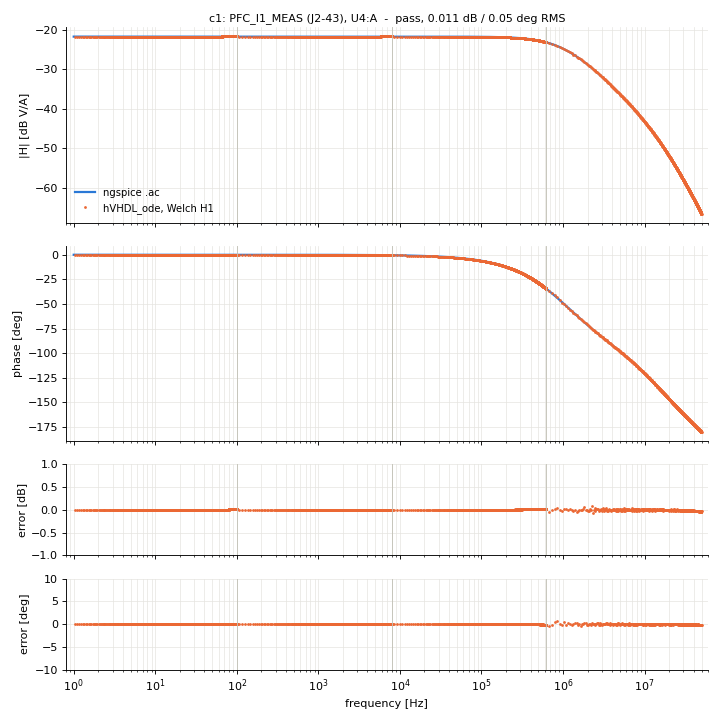 c1: PFC_I1_MEAS (J2-43), U4:A - pass, 0.011 dB / 0.05 deg RMS
−20
−30
−40
−50
−60
|H| [dB V/A]
ngspice .ac
hVHDL_ode, Welch H1
0
−25
−50
−75
−100
−125
−150
−175
phase [deg]
1.0
0.5
0.0
−0.5
−1.0
error [dB]
10
5
0
−5
−10
error [deg]
10⁰ 10¹ 10² 10³ 10⁴ 10⁵ 10⁶ 10⁷
frequency [Hz]